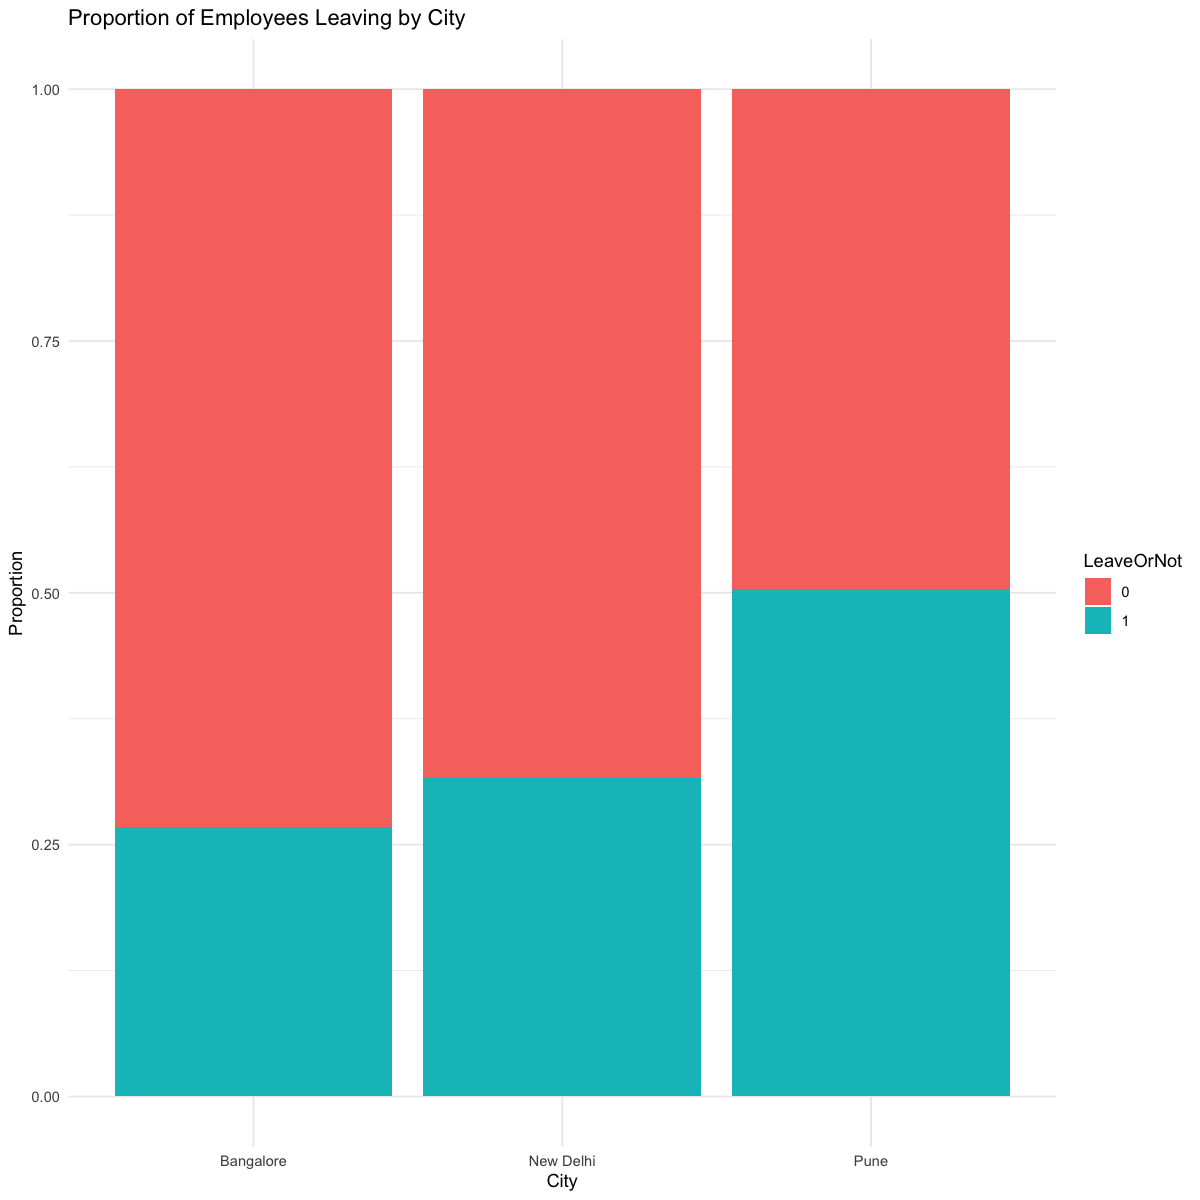 Proportion of Employees Leaving by City
Proportion
1.00
0.75
0.50
0.25
0.00
Bangalore
New Delhi
Pune
City
LeaveOrNot
0
1